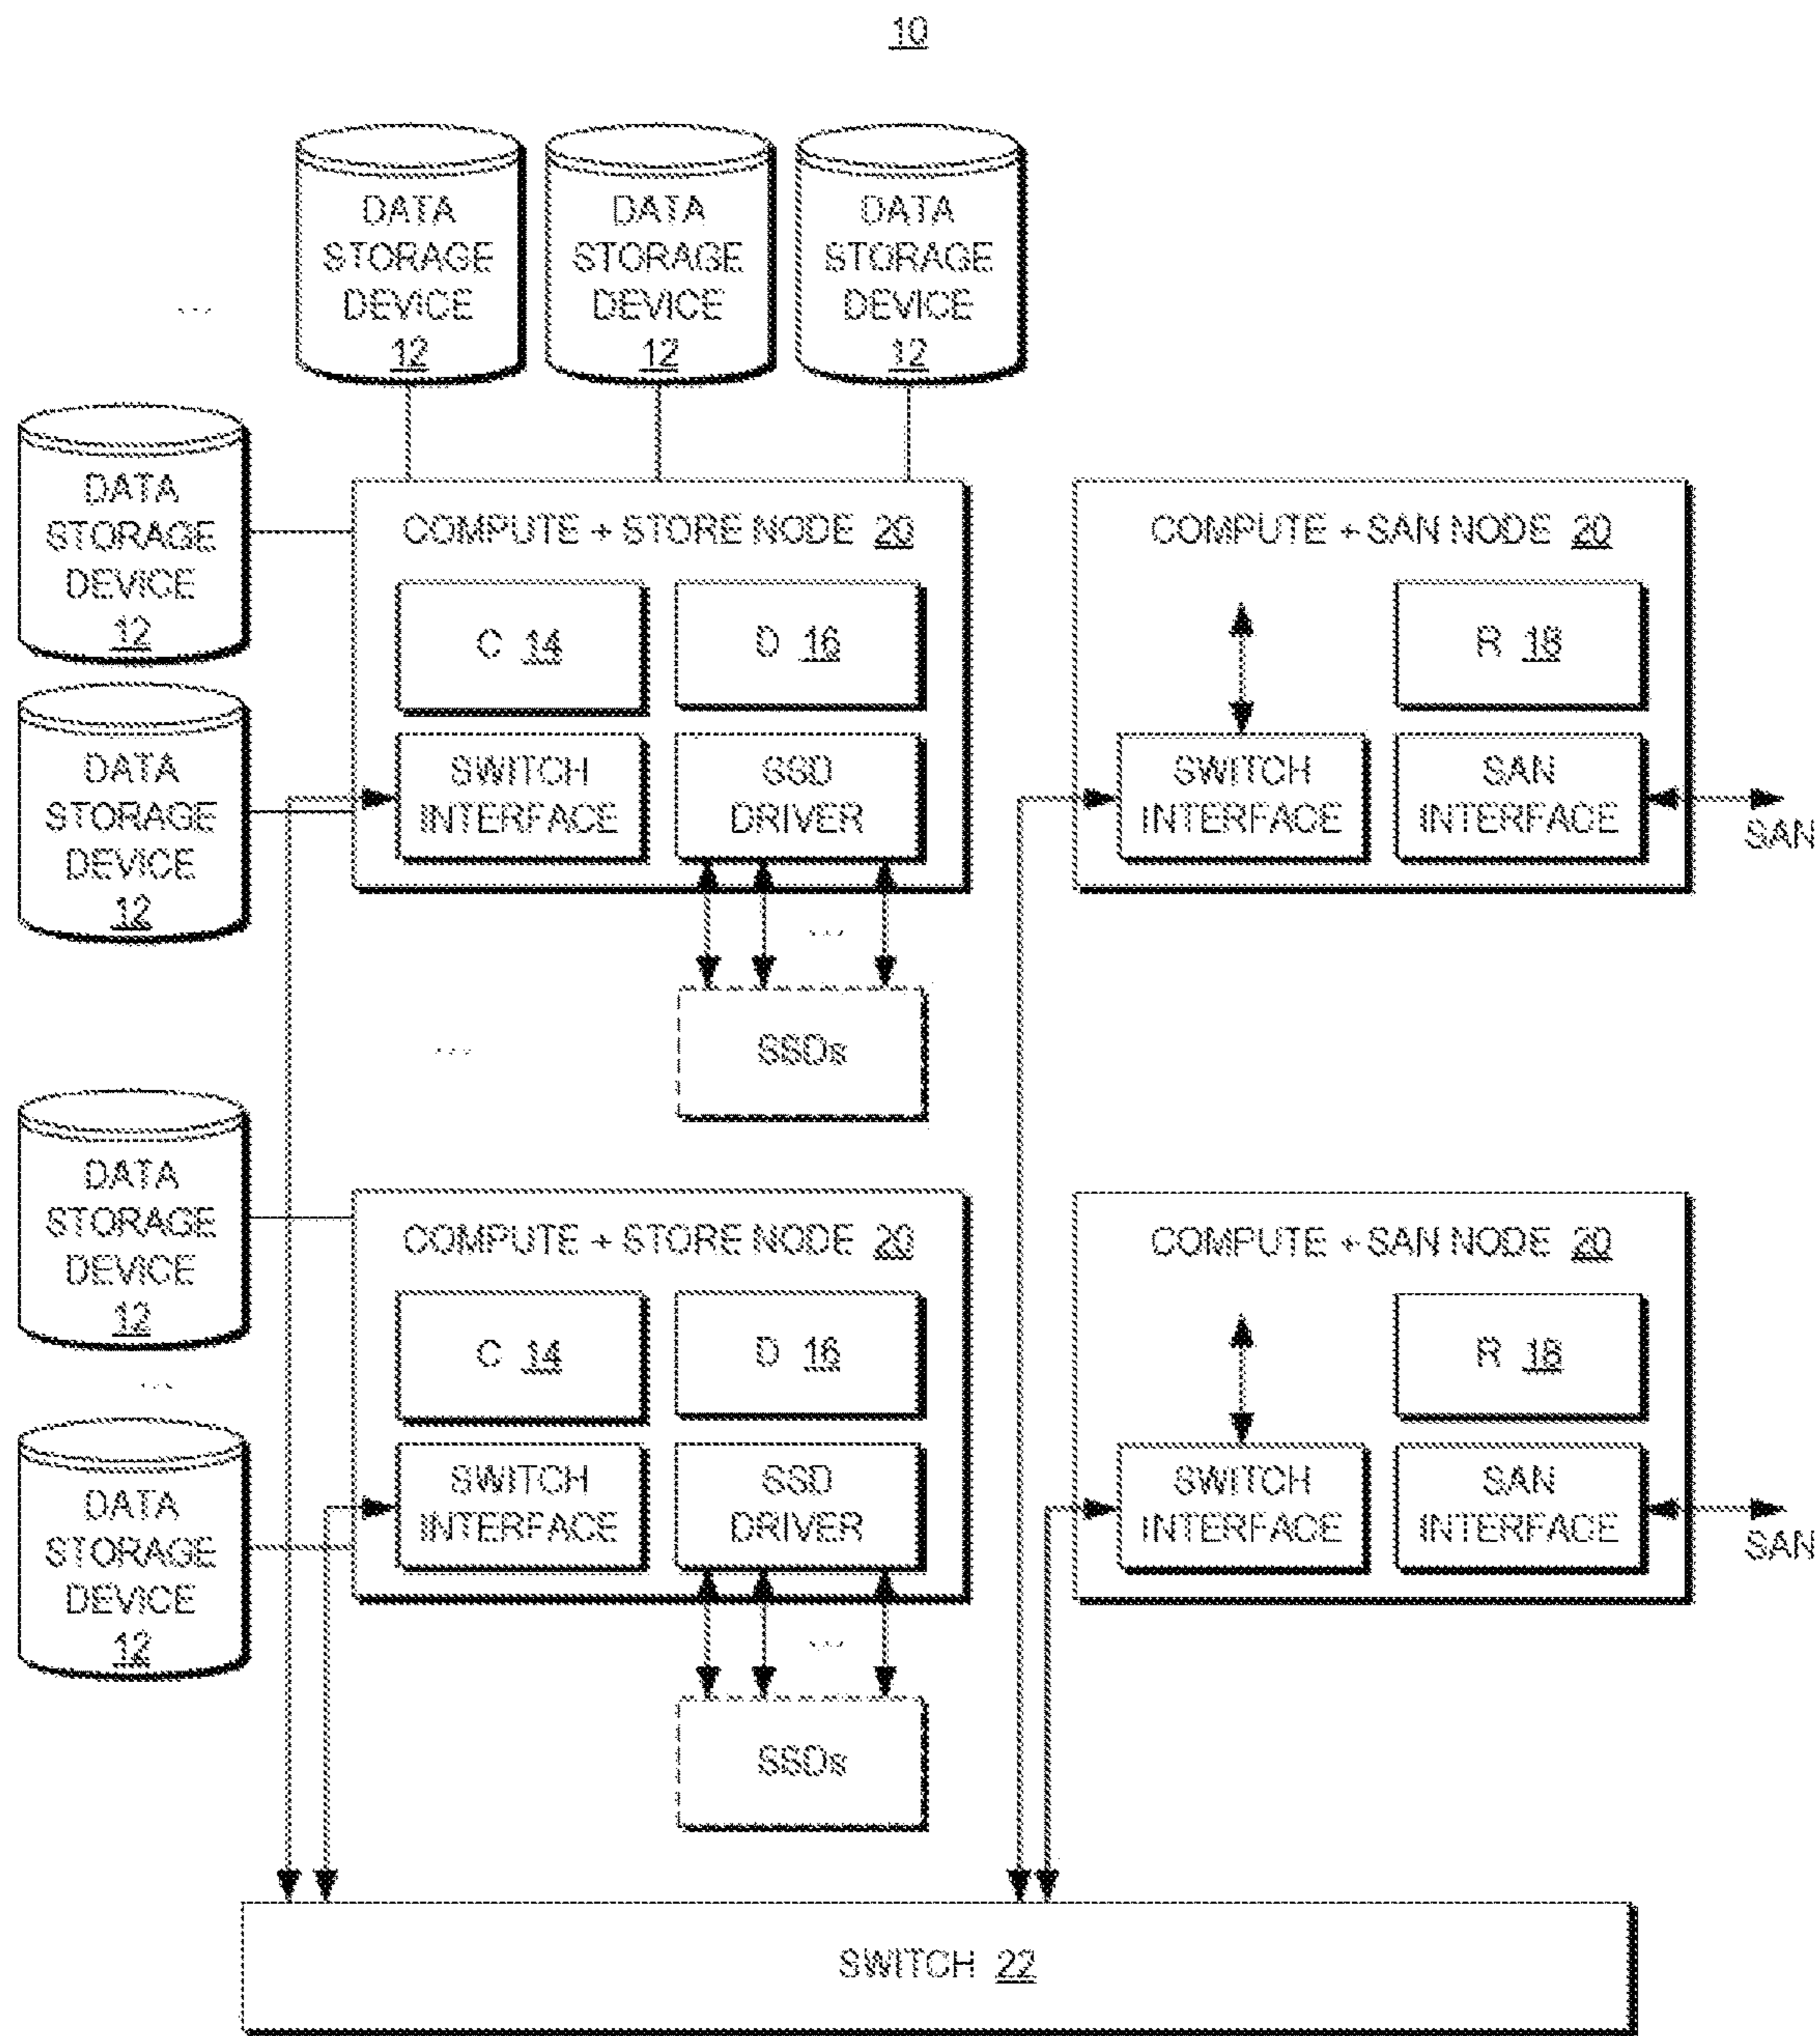 10
DATA
STORAGE
DEVICE
12
DATA
STORAGE
DEVICE
12
DATA
STORAGE
DEVICE
12
...
DATA
STORAGE
DEVICE
12
DATA
STORAGE
DEVICE
12
COMPUTE + STORE NODE 20
C 14
D 16
SWITCH
INTERFACE
SSD
DRIVER
...
SSDs
COMPUTE + SAN NODE 20
R 18
SWITCH
INTERFACE
SAN
INTERFACE
SAN
...
DATA
STORAGE
DEVICE
12
...
DATA
STORAGE
DEVICE
12
COMPUTE + STORE NODE 20
C 14
D 16
SWITCH
INTERFACE
SSD
DRIVER
...
SSDs
COMPUTE + SAN NODE 20
R 18
SWITCH
INTERFACE
SAN
INTERFACE
SAN
SWITCH 22